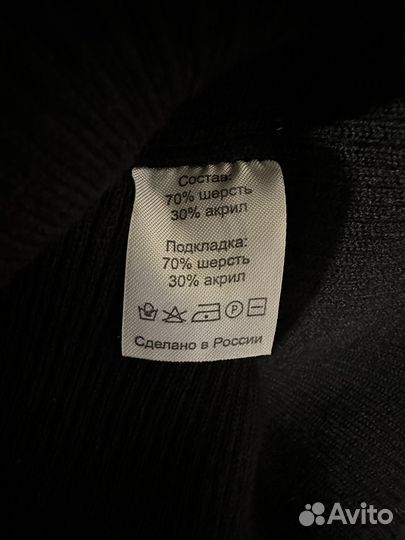 Состав:
70% шерсть
30% акрил
Подкладка:
70% шерсть
30% акрил
P
Сделано в России
Avito